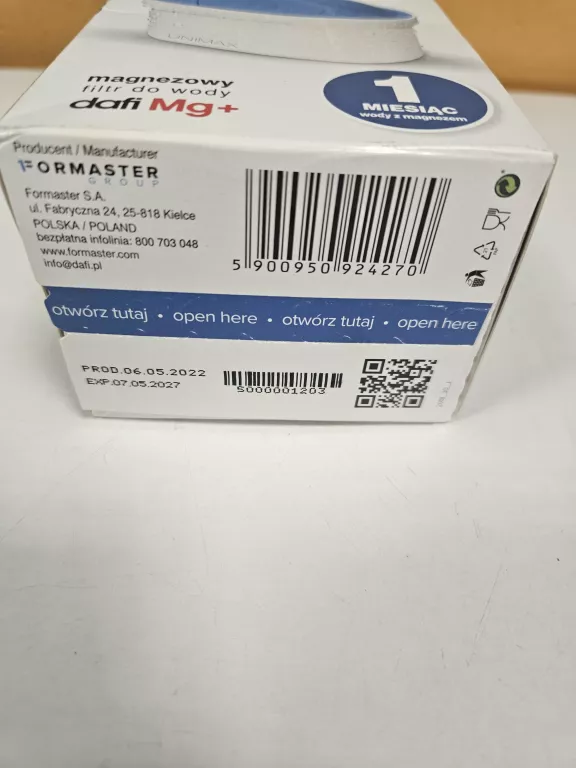 UNIMAX
magnezowy
filtr do wody
dafi Mg+
1
MIESIĄC
wody z magnezem
Producent / Manufacturer
FORMASTER
GROUP
Formaster S.A.
ul. Fabryczna 24, 25-818 Kielce
POLSKA / POLAND
bezpłatna infolinia: 800 703 048
www.formaster.com
info@dafi.pl
5 900950 924270
otwórz tutaj • open here • otwórz tutaj • open here
PROD.06.05.2022
EXP.07.05.2027
5000001203